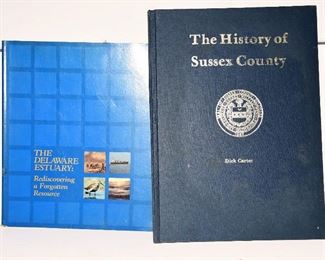 THE
DELAWARE
ESTUARY:
Rediscovering
a Forgotten
Resource
The History of
Sussex County
Dick Carter